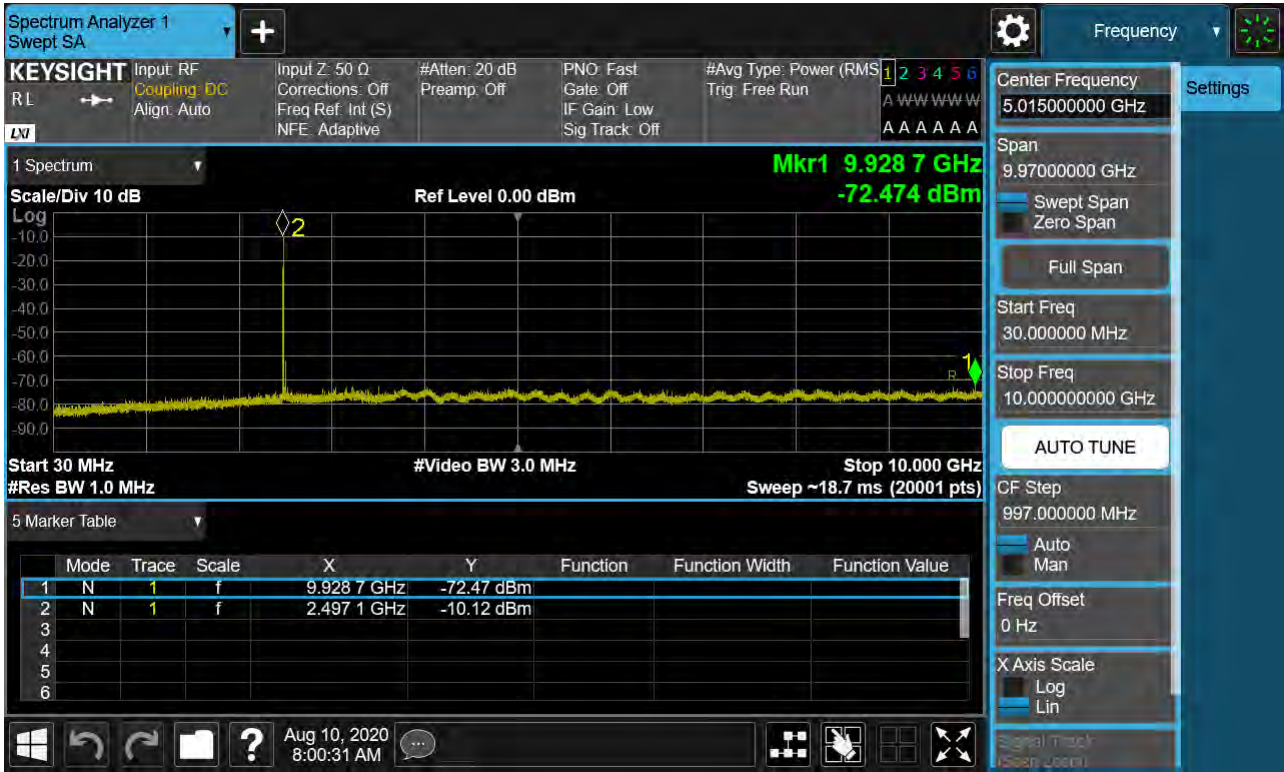 Spectrum Analyzer 1
Swept SA
+
Frequency
KEYSIGHT
RL
LXI
Input: RF
Coupling: DC
Align: Auto
Input Z: 50 Ω
Corrections: Off
Freq Ref: Int (S)
NFE: Adaptive
#Atten: 20 dB
Preamp: Off
PNO: Fast
Gate: Off
IF Gain: Low
Sig Track: Off
#Avg Type: Power (RMS
Trig: Free Run
1 2 3 4 5 6
A W W W W W
A A A A A A
1 Spectrum
Scale/Div 10 dB
Ref Level 0.00 dBm
Mkr1 9.928 7 GHz
-72.474 dBm
Log
-10.0
-20.0
-30.0
-40.0
-50.0
-60.0
-70.0
-80.0
-90.0
2
1
R
Start 30 MHz
#Video BW 3.0 MHz
Stop 10.000 GHz
#Res BW 1.0 MHz
Sweep ~18.7 ms (20001 pts)
5 Marker Table
Mode Trace Scale X Y Function Function Width Function Value
1 N 1 f 9.928 7 GHz -72.47 dBm
2 N 1 f 2.497 1 GHz -10.12 dBm
3
4
5
6
?
Aug 10, 2020
8:00:31 AM
Center Frequency
5.015000000 GHz
Settings
Span
9.97000000 GHz
Swept Span
Zero Span
Full Span
Start Freq
30.000000 MHz
Stop Freq
10.000000000 GHz
AUTO TUNE
CF Step
997.000000 MHz
Auto
Man
Freq Offset
0 Hz
X Axis Scale
Log
Lin
Signal Track
(Span Zoom)